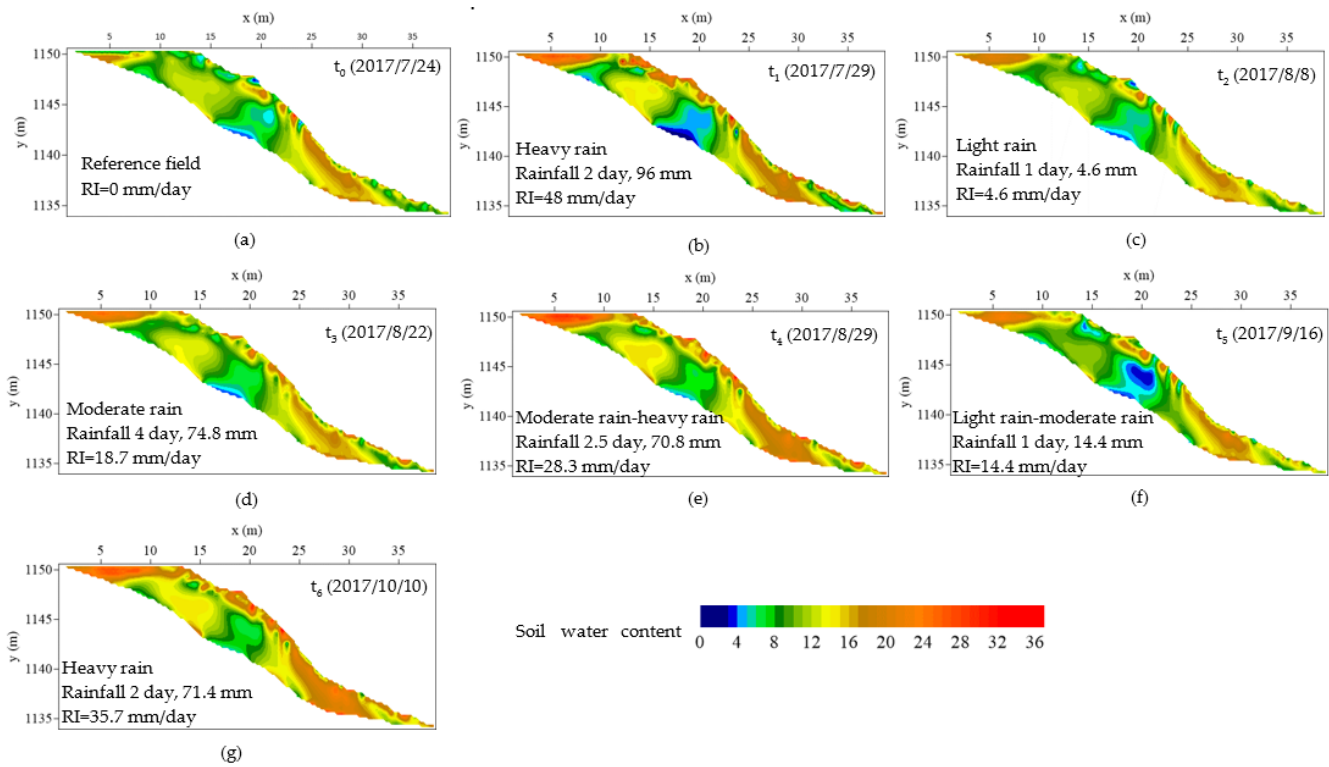 x (m)
5 10 15 20 25 30 35
1150
1145
1140
1135
y (m)
t0 (2017/7/24)
Reference field
RI=0 mm/day
(a)
x (m)
5 10 15 20 25 30 35
1150
1145
1140
1135
y (m)
t1 (2017/7/29)
Heavy rain
Rainfall 2 day, 96 mm
RI=48 mm/day
(b)
x (m)
5 10 15 20 25 30 35
1150
1145
1140
1135
y (m)
t2 (2017/8/8)
Light rain
Rainfall 1 day, 4.6 mm
RI=4.6 mm/day
(c)
x (m)
5 10 15 20 25 30 35
1150
1145
1140
1135
y (m)
t3 (2017/8/22)
Moderate rain
Rainfall 4 day, 74.8 mm
RI=18.7 mm/day
(d)
x (m)
5 10 15 20 25 30 35
1150
1145
1140
1135
y (m)
t4 (2017/8/29)
Moderate rain-heavy rain
Rainfall 2.5 day, 70.8 mm
RI=28.3 mm/day
(e)
x (m)
5 10 15 20 25 30 35
1150
1145
1140
1135
y (m)
t5 (2017/9/16)
Light rain-moderate rain
Rainfall 1 day, 14.4 mm
RI=14.4 mm/day
(f)
x (m)
5 10 15 20 25 30 35
1150
1145
1140
1135
y (m)
t6 (2017/10/10)
Heavy rain
Rainfall 2 day, 71.4 mm
RI=35.7 mm/day
(g)
Soil water content
0 4 8 12 16 20 24 28 32 36